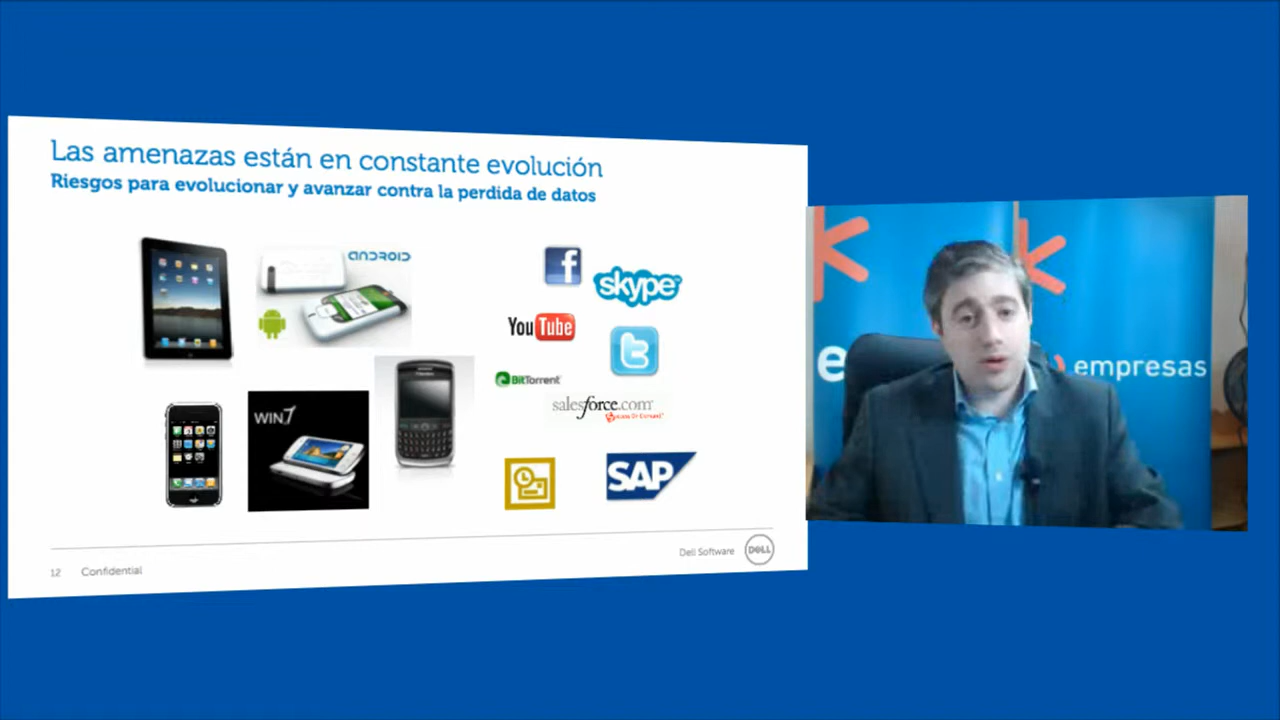 Las amenazas están en constante evolución
Riesgos para evolucionar y avanzar contra la perdida de datos
ANDROID
WIN7
f
skype
YouTube
t
BitTorrent
salesforce.com
SAP
12 Confidential
Dell Software DELL
e empresas